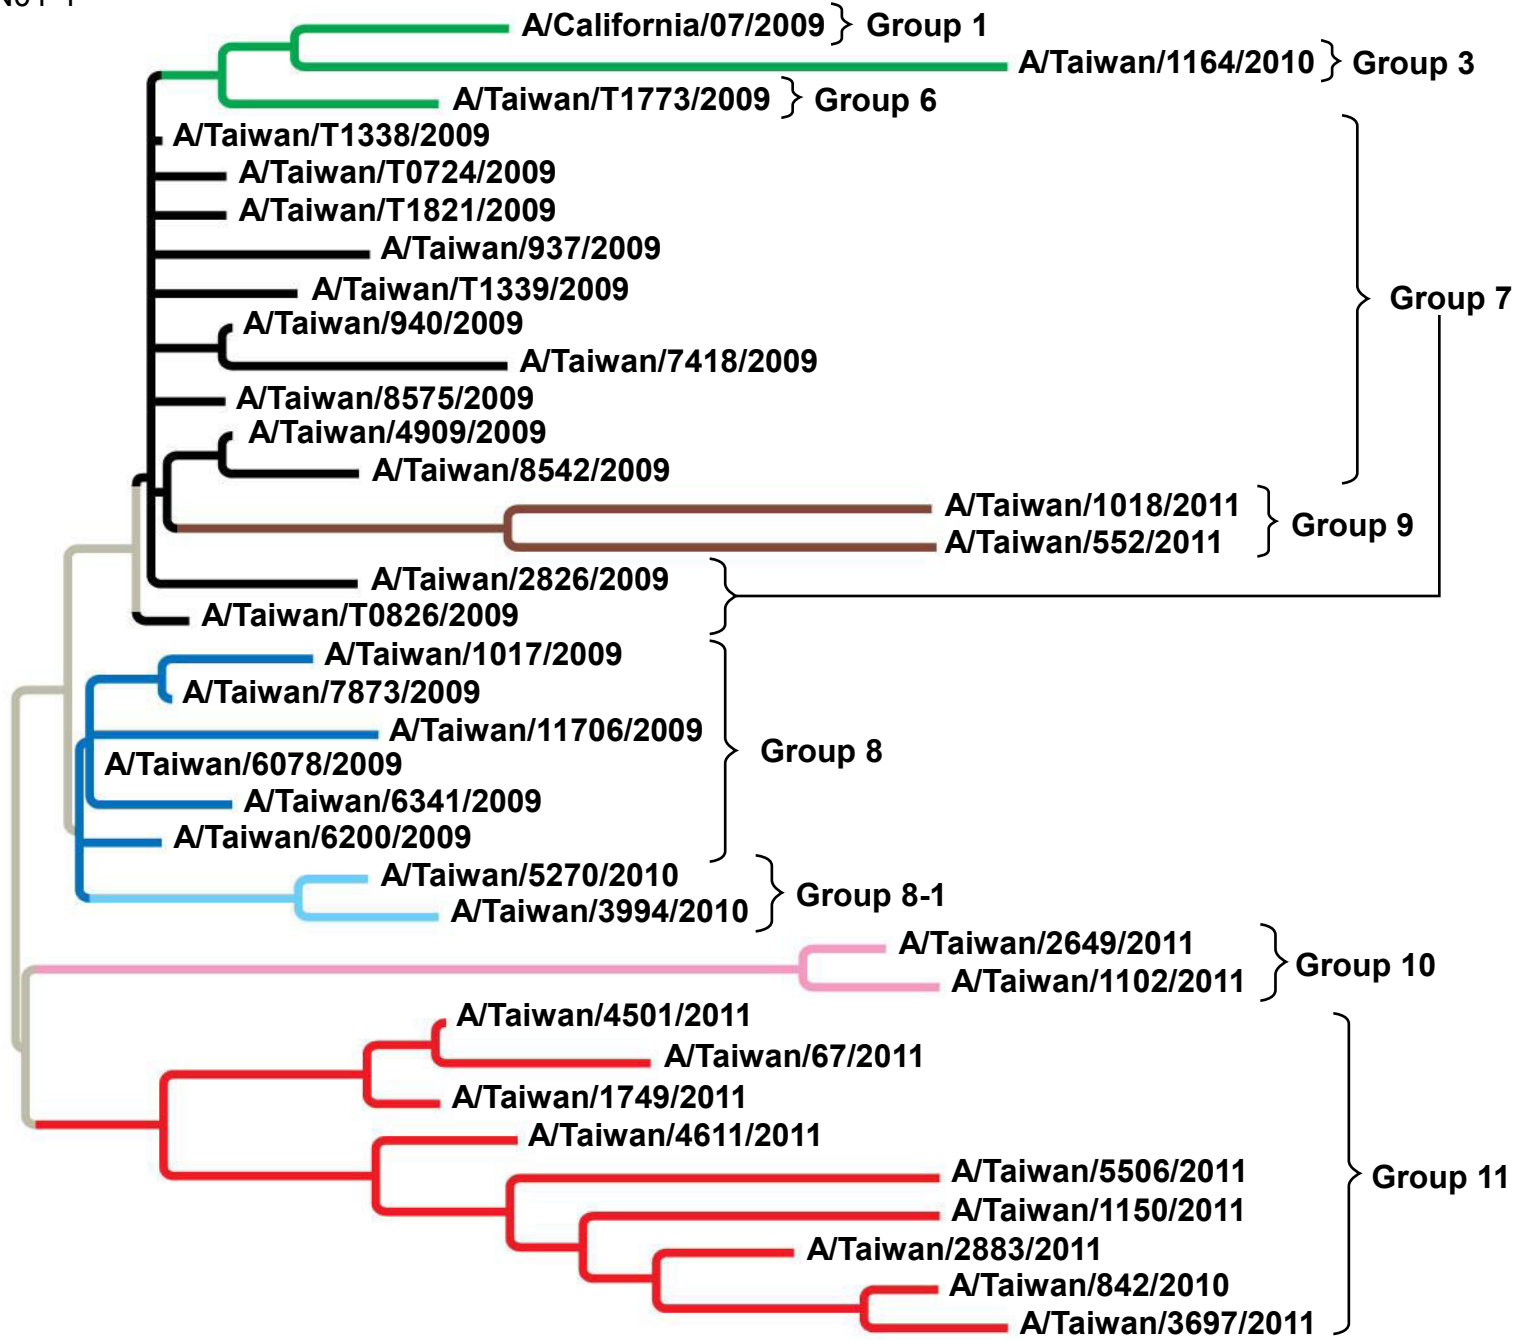 A/California/07/2009 Group 1
A/Taiwan/1164/2010 Group 3
A/Taiwan/T1773/2009 Group 6
A/Taiwan/T1338/2009
A/Taiwan/T0724/2009
A/Taiwan/T1821/2009
A/Taiwan/937/2009
A/Taiwan/T1339/2009
Group 7
A/Taiwan/940/2009
A/Taiwan/7418/2009
A/Taiwan/8575/2009
A/Taiwan/4909/2009
A/Taiwan/8542/2009
A/Taiwan/1018/2011
Group 9
A/Taiwan/552/2011
A/Taiwan/2826/2009
A/Taiwan/T0826/2009
A/Taiwan/1017/2009
A/Taiwan/7873/2009
A/Taiwan/11706/2009
Group 8
A/Taiwan/6078/2009
A/Taiwan/6341/2009
A/Taiwan/6200/2009
A/Taiwan/5270/2010
Group 8-1
A/Taiwan/3994/2010
A/Taiwan/2649/2011
Group 10
A/Taiwan/1102/2011
A/Taiwan/4501/2011
A/Taiwan/67/2011
A/Taiwan/1749/2011
A/Taiwan/4611/2011
A/Taiwan/5506/2011
Group 11
A/Taiwan/1150/2011
A/Taiwan/2883/2011
A/Taiwan/842/2010
A/Taiwan/3697/2011